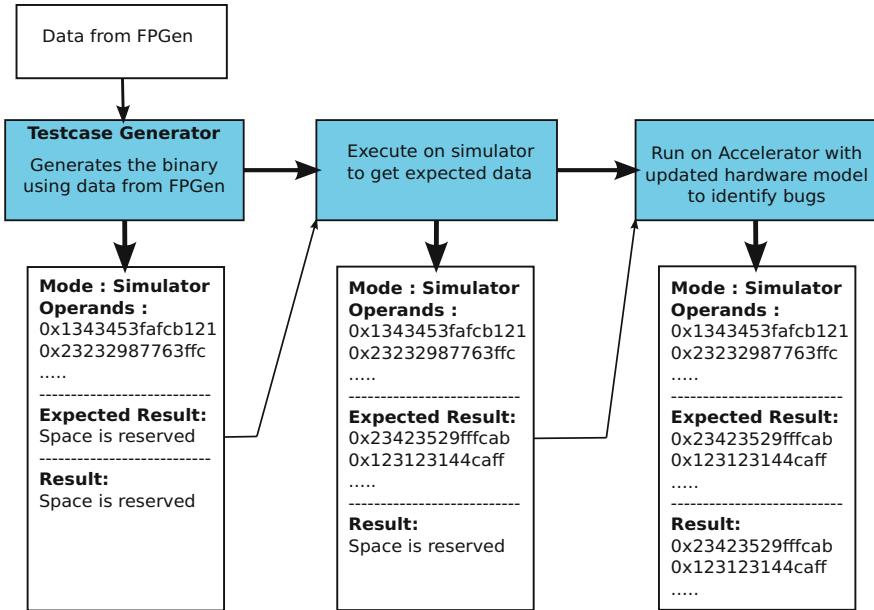 Data from FPGen
Testcase Generator
Generates the binary
using data from FPGen
Execute on simulator
to get expected data
Run on Accelerator with
updated hardware model
to identify bugs
Mode : Simulator
Operands :
0x1343453fafcb121
0x23232987763ffc
.....
---------------------------
Expected Result:
Space is reserved
---------------------------
Result:
Space is reserved
Mode : Simulator
Operands :
0x1343453fafcb121
0x23232987763ffc
.....
---------------------------
Expected Result:
0x23423529fffcab
0x123123144caff
.....
---------------------------
Result:
Space is reserved
Mode : Simulator
Operands :
0x1343453fafcb121
0x23232987763ffc
.....
---------------------------
Expected Result:
0x23423529fffcab
0x123123144caff
.....
---------------------------
Result:
0x23423529fffcab
0x123123144caff
.....